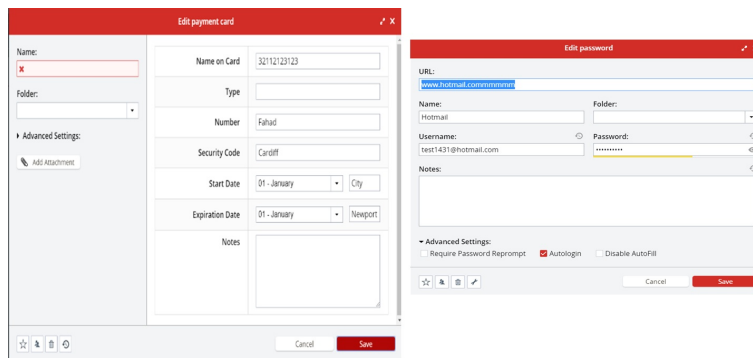 Edit payment card
Name:
Folder:
Advanced Settings:
Add Attachment
Name on Card 32112123123
Type
Number Fahad
Security Code Cardiff
Start Date 01 - January City
Expiration Date 01 - January Newport
Notes
Cancel Save
Edit password
URL:
www.hotmail.commmmmm
Name: Folder:
Hotmail
Username: Password:
test1431@hotmail.com ••••••••••
Notes:
Advanced Settings:
Require Password Reprompt Autologin Disable AutoFill
Cancel Save